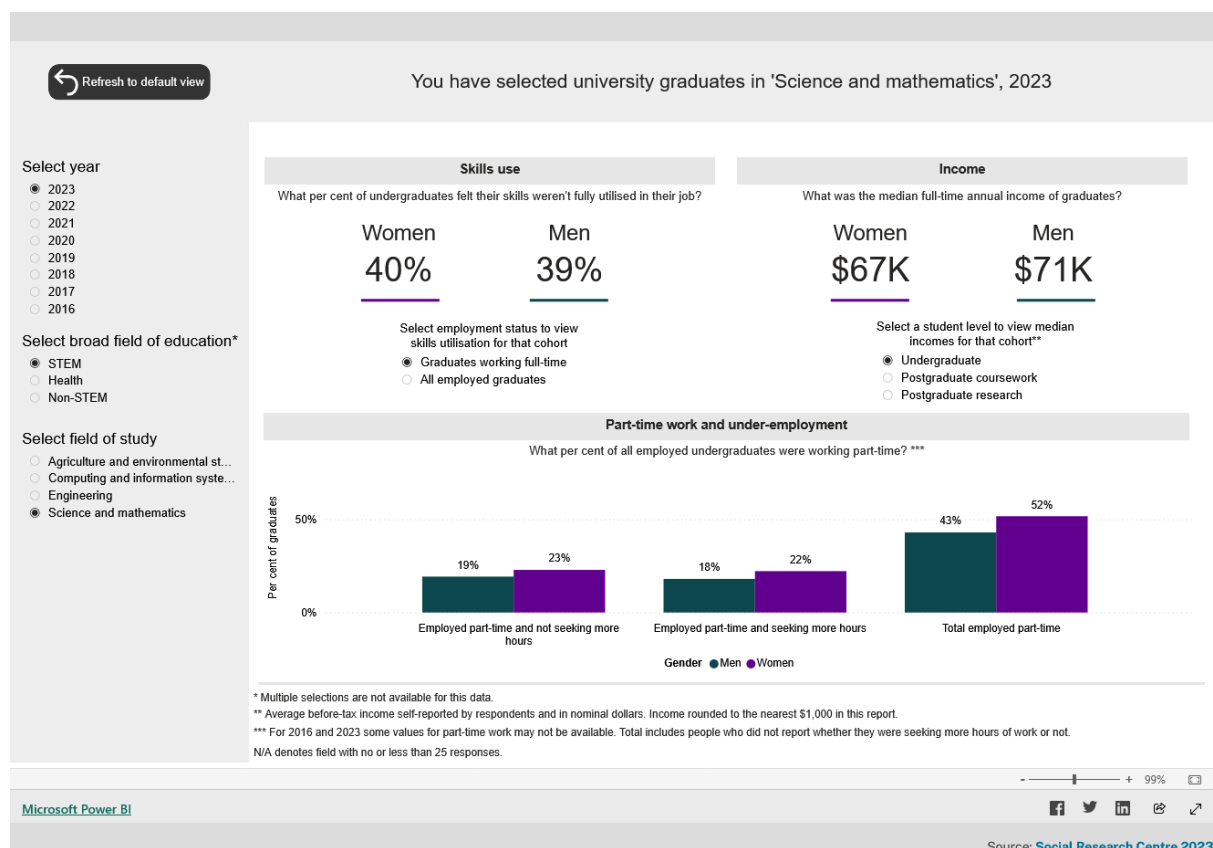 Refresh to default view
You have selected university graduates in 'Science and mathematics', 2023
Select year
2023
2022
2021
2020
2019
2018
2017
2016
Select broad field of education*
STEM
Health
Non-STEM
Select field of study
Agriculture and environmental st...
Computing and information syste...
Engineering
Science and mathematics
Skills use
What per cent of undergraduates felt their skills weren't fully utilised in their job?
Women
Men
40%
39%
Select employment status to view
skills utilisation for that cohort
Graduates working full-time
All employed graduates
Income
What was the median full-time annual income of graduates?
Women
Men
$67K
$71K
Select a student level to view median
incomes for that cohort**
Undergraduate
Postgraduate coursework
Postgraduate research
Part-time work and under-employment
What per cent of all employed undergraduates were working part-time? ***
Per cent of graduates
50%
0%
19%
23%
18%
22%
43%
52%
Employed part-time and not seeking more
hours
Employed part-time and seeking more hours
Total employed part-time
Gender Men Women
* Multiple selections are not available for this data.
** Average before-tax income self-reported by respondents and in nominal dollars. Income rounded to the nearest $1,000 in this report.
*** For 2016 and 2023 some values for part-time work may not be available. Total includes people who did not report whether they were seeking more hours of work or not.
N/A denotes field with no or less than 25 responses.
- + 99%
Microsoft Power BI
Source: Social Research Centre 2023